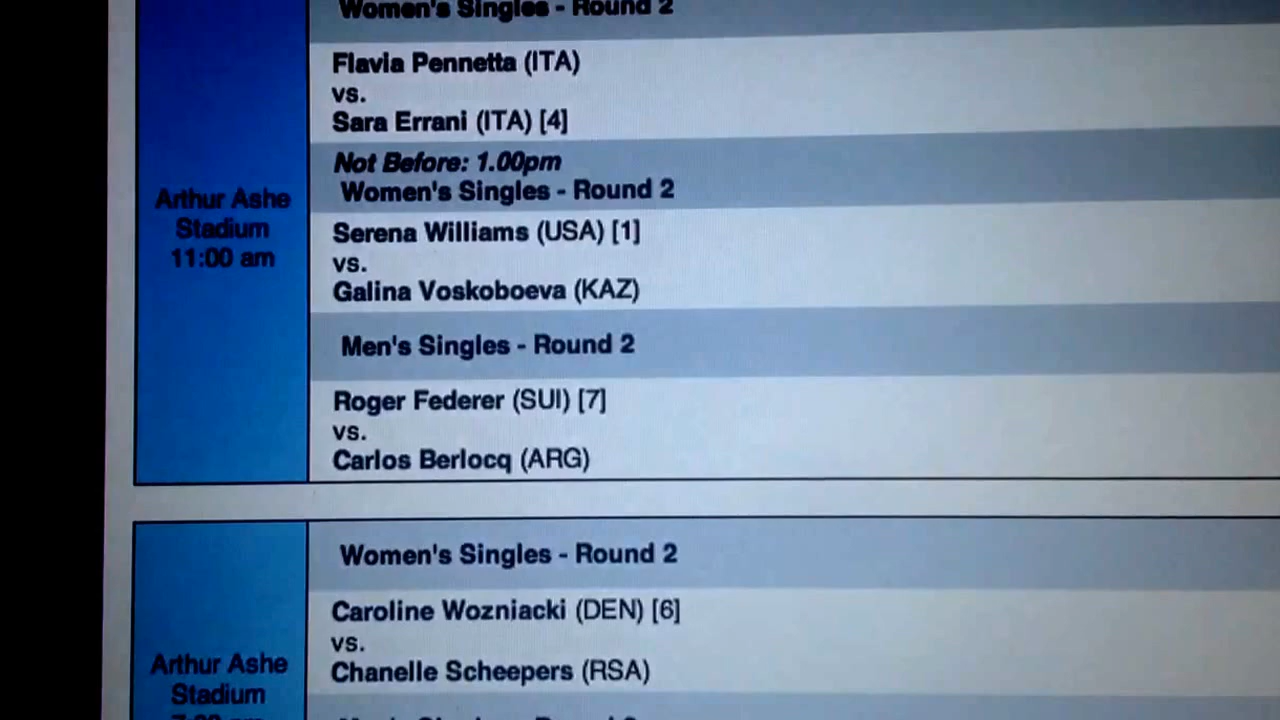 Women's Singles - Round 2
Flavia Pennetta (ITA)
vs.
Sara Errani (ITA) [4]
Not Before: 1.00pm
Women's Singles - Round 2
Arthur Ashe
Stadium
11:00 am
Serena Williams (USA) [1]
vs.
Galina Voskoboeva (KAZ)
Men's Singles - Round 2
Roger Federer (SUI) [7]
vs.
Carlos Berlocq (ARG)
Women's Singles - Round 2
Caroline Wozniacki (DEN) [6]
vs.
Chanelle Scheepers (RSA)
Arthur Ashe
Stadium